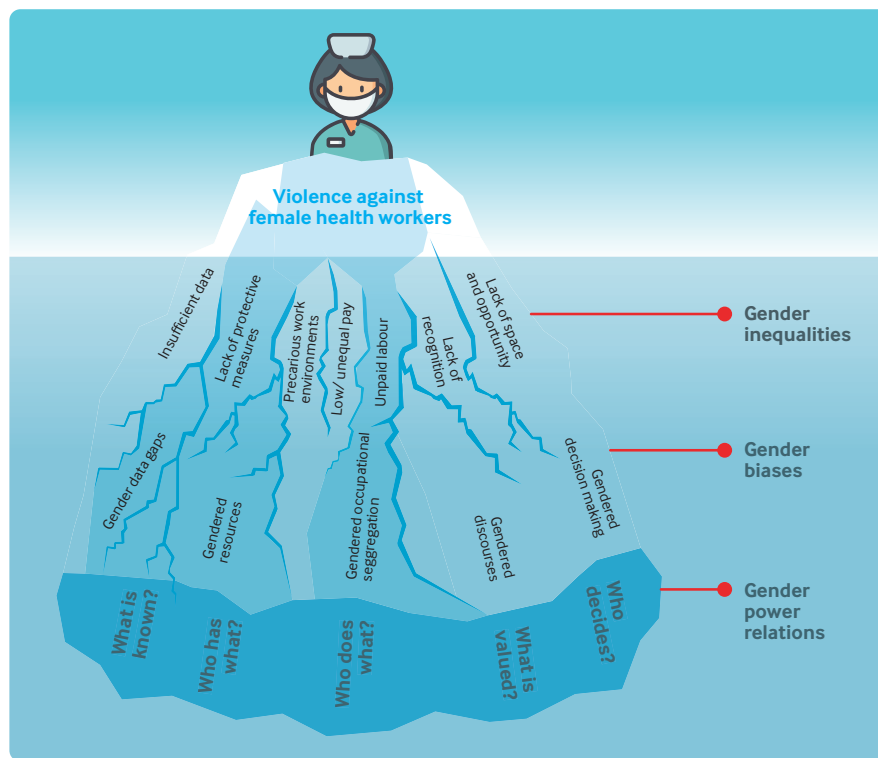 Violence against
female health workers
Insufficient data
Lack of protective
measures
Precarious work
environments
Low/ unequal pay
Unpaid labour
Lack of
recognition
Lack of space
and opportunity
Gender
inequalities
Gender data gaps
Gendered
resources
Gendered occupational
seggregation
Gendered
discourses
Gendered
decision making
Gender
biases
What is
known?
Who has
what?
Who does
what?
What is
valued?
Who
decides?
Gender
power
relations